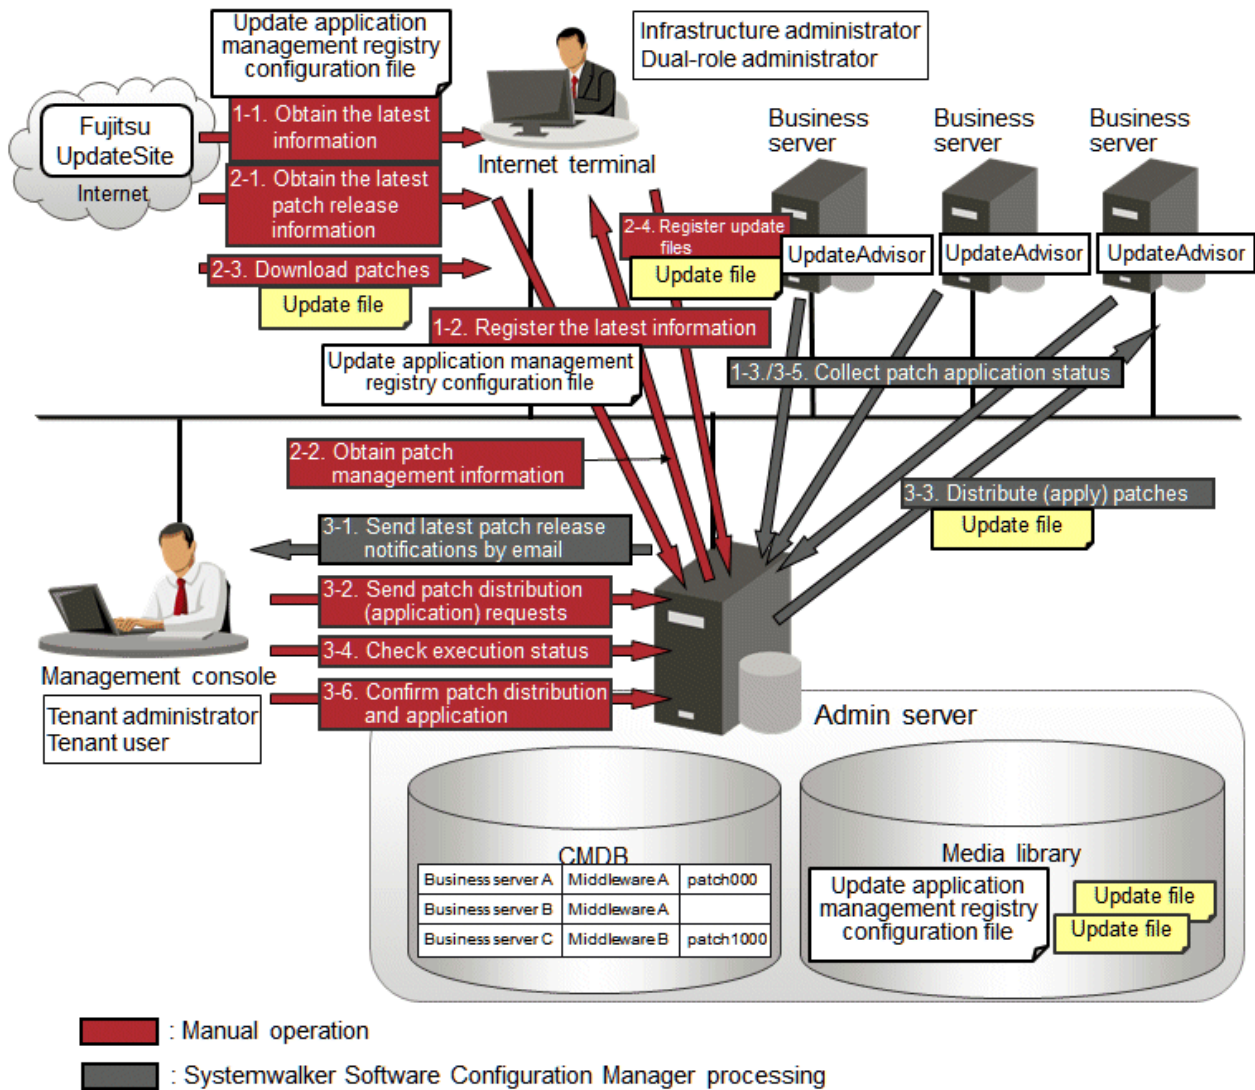 Update application
management registry
configuration file
Infrastructure administrator
Dual-role administrator
Fujitsu
UpdateSite
Internet
1-1. Obtain the latest
information
2-1. Obtain the latest
patch release
information
2-3. Download patches
Update file
Internet terminal
Business
server
Business
server
Business
server
UpdateAdvisor
UpdateAdvisor
UpdateAdvisor
2-4. Register update
files
Update file
1-2. Register the latest information
Update application management
registry configuration file
1-3./3-5. Collect patch application status
2-2. Obtain patch
management information
3-3. Distribute (apply) patches
Update file
3-1. Send latest patch release
notifications by email
3-2. Send patch distribution
(application) requests
3-4. Check execution status
3-6. Confirm patch distribution
and application
Management console
Tenant administrator
Tenant user
Admin server
CMDB
Business server A Middleware A patch000
Business server B Middleware A
Business server C Middleware B patch1000
Media library
Update application
management registry
configuration file
Update file
Update file
: Manual operation
: Systemwalker Software Configuration Manager processing